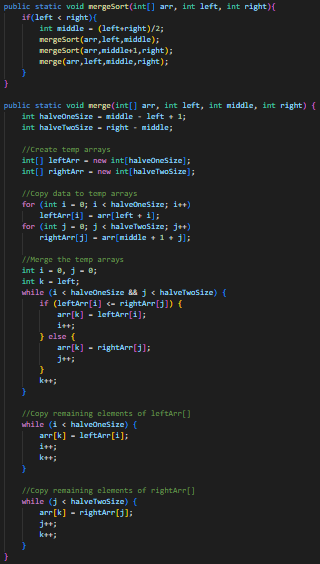 public static void mergeSort(int[] arr, int left, int right){
    if(left < right){
        int middle = (left+right)/2;
        mergeSort(arr,left,middle);
        mergeSort(arr,middle+1,right);
        merge(arr,left,middle,right);
    }
}

public static void merge(int[] arr, int left, int middle, int right) {
    int halveOneSize = middle - left + 1;
    int halveTwoSize = right - middle;

    //Create temp arrays
    int[] leftArr = new int[halveOneSize];
    int[] rightArr = new int[halveTwoSize];

    //Copy data to temp arrays
    for (int i = 0; i < halveOneSize; i++)
        leftArr[i] = arr[left + i];
    for (int j = 0; j < halveTwoSize; j++)
        rightArr[j] = arr[middle + 1 + j];

    //Merge the temp arrays
    int i = 0, j = 0;
    int k = left;
    while (i < halveOneSize && j < halveTwoSize) {
        if (leftArr[i] <= rightArr[j]) {
            arr[k] = leftArr[i];
            i++;
        } else {
            arr[k] = rightArr[j];
            j++;
        }
        k++;
    }

    //Copy remaining elements of leftArr[]
    while (i < halveOneSize) {
        arr[k] = leftArr[i];
        i++;
        k++;
    }

    //Copy remaining elements of rightArr[]
    while (j < halveTwoSize) {
        arr[k] = rightArr[j];
        j++;
        k++;
    }
}